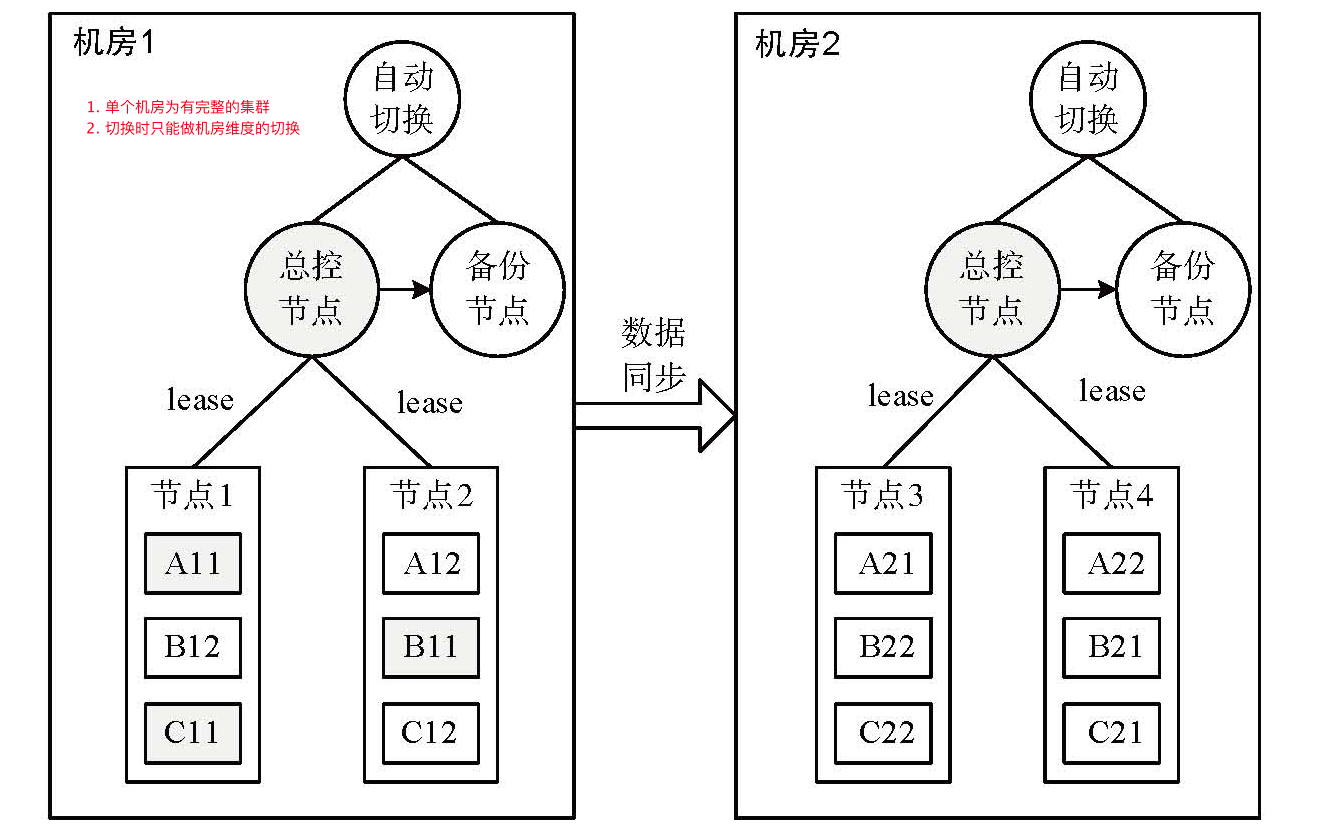 机房1
1. 单个机房为有完整的集群
2. 切换时只能做机房维度的切换
自动
切换
总控
节点
备份
节点
lease
lease
节点1
A11
B12
C11
节点2
A12
B11
C12
数据
同步
机房2
自动
切换
总控
节点
备份
节点
lease
lease
节点3
A21
B22
C22
节点4
A22
B21
C21